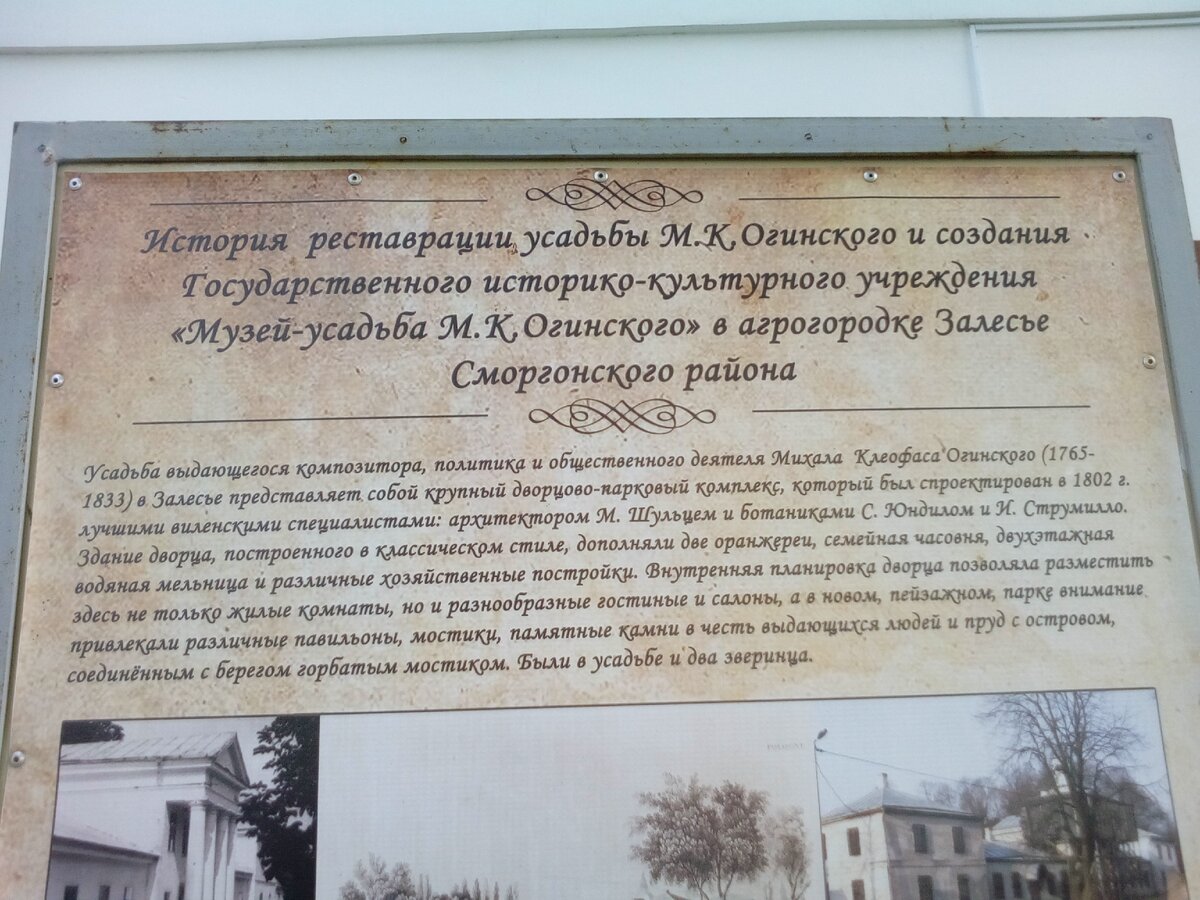 История реставрации усадьбы М.К.Огинского и создания
Государственного историко-культурного учреждения
«Музей-усадьба М.К.Огинского» в агрогородке Залесье
Сморгонского района
Усадьба выдающегося композитора, политика и общественного деятеля Михала Клеофаса Огинского (1765-
1833) в Залесье представляет собой крупный дворцово-парковый комплекс, который был спроектирован в 1802 г.
лучшими виленскими специалистами: архитектором М. Шульцем и ботаниками С. Юндилом и И. Струмилло.
Здание дворца, построенного в классическом стиле, дополняли две оранжереи, семейная часовня, двухэтажная
водяная мельница и различные хозяйственные постройки. Внутренняя планировка дворца позволяла разместить
здесь не только жилые комнаты, но и разнообразные гостиные и салоны, а в новом, пейзажном, парке внимание
привлекали различные павильоны, мостики, памятные камни в честь выдающихся людей и пруд с островом,
соединённым с берегом горбатым мостиком. Были в усадьбе и два зверинца.